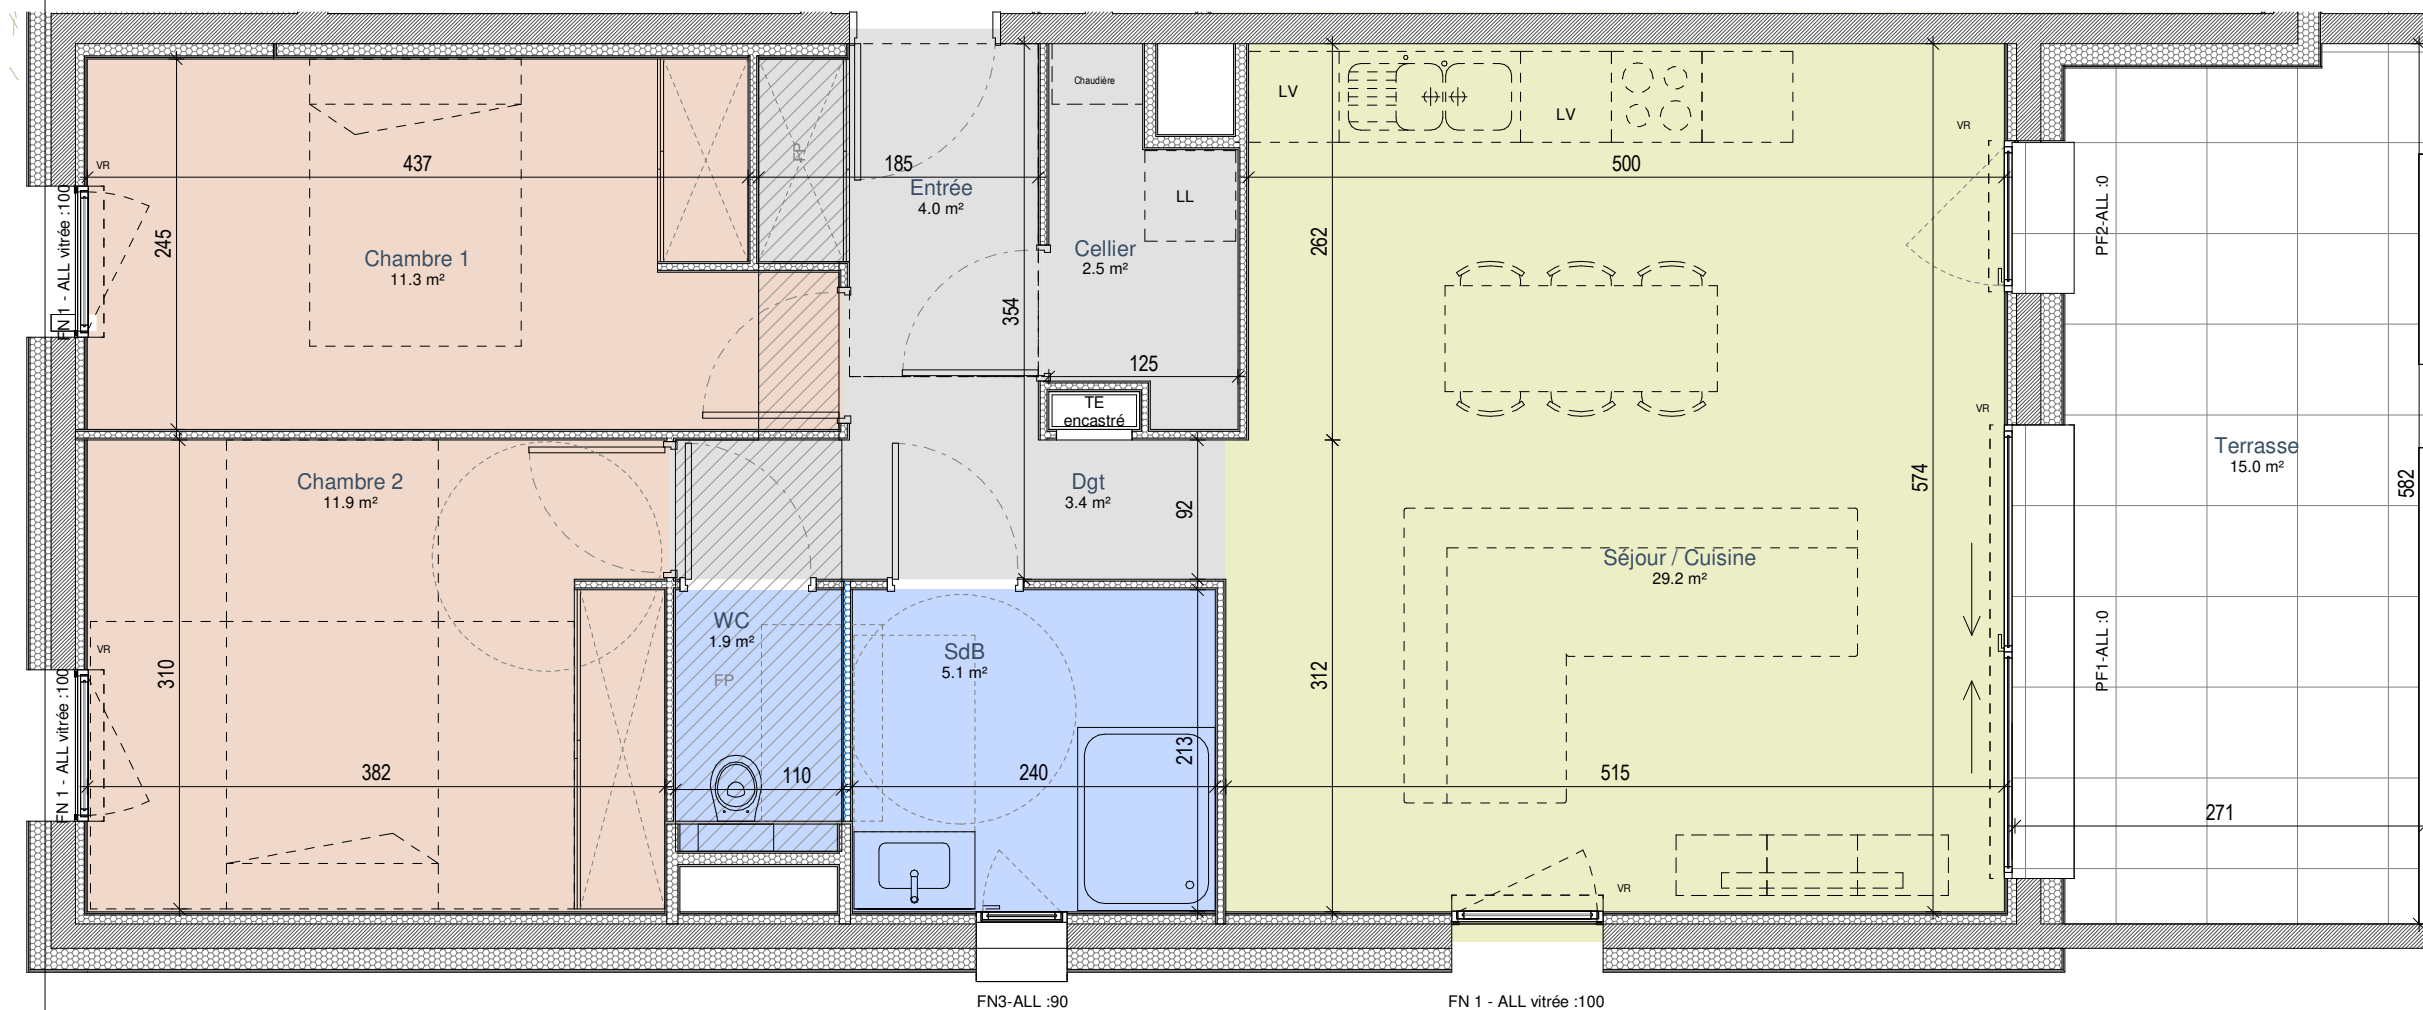 Chaudière
LV
LV
VR
VR
FP
437
185
500
Entrée
4.0 m²
LL
FN 1 - ALL vitrée :100
245
Chambre 1
11.3 m²
Cellier
2.5 m²
262
PF2-ALL :0
354
125
TE
encastré
VR
Chambre 2
11.9 m²
Dgt
3.4 m²
92
574
Terrasse
15.0 m²
582
Séjour / Cuisine
29.2 m²
WC
1.9 m²
FP
SdB
5.1 m²
VR
310
312
PF1-ALL :0
FN 1 - ALL vitrée :100
382
110
240
213
515
271
VR
FN3-ALL :90
FN 1 - ALL vitrée :100